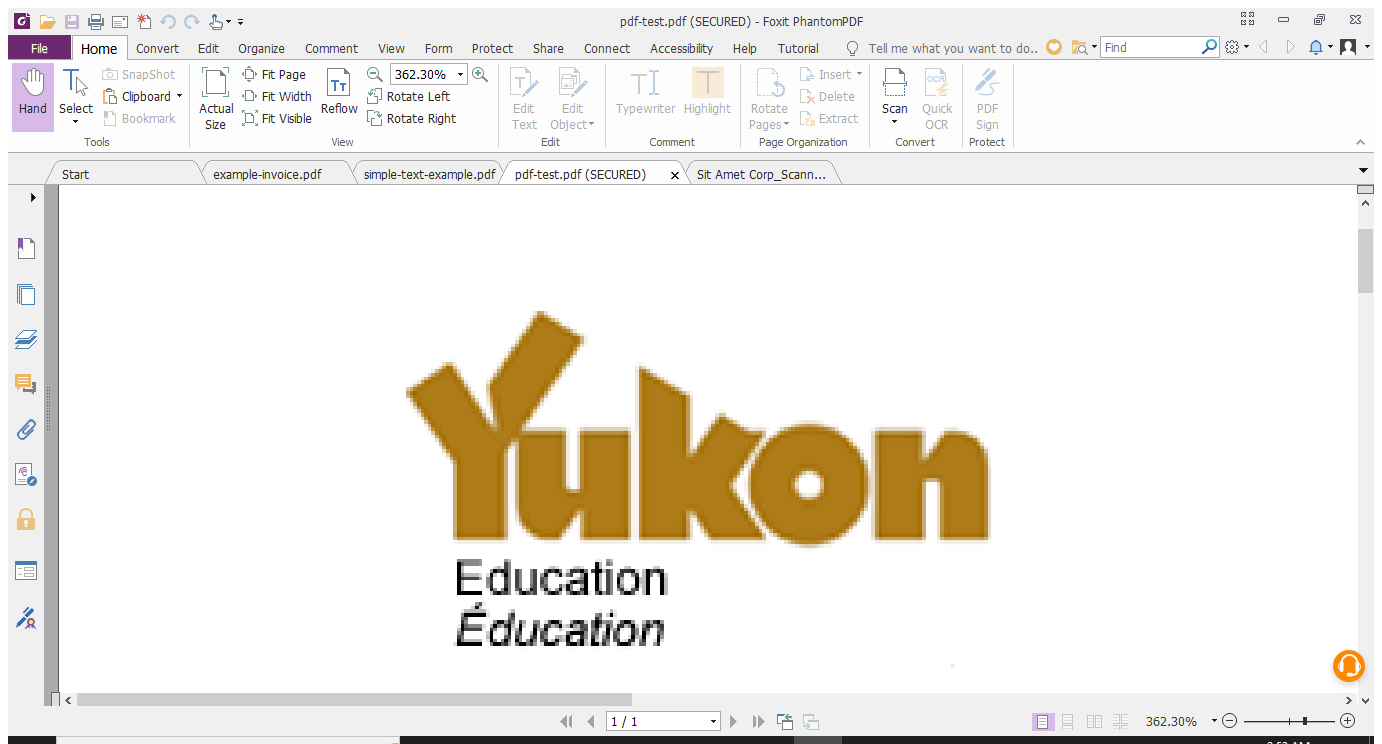 pdf-test.pdf (SECURED) - Foxit PhantomPDF
File Home Convert Edit Organize Comment View Form Protect Share Connect Accessibility Help Tutorial Tell me what you want to do.. Find
Hand
Select
SnapShot
Clipboard
Bookmark
Tools
Actual
Size
Fit Page
Fit Width
Fit Visible
Reflow
362.30%
Rotate Left
Rotate Right
View
Edit
Text
Edit
Object
Edit
Typewriter
Highlight
Comment
Rotate
Pages
Insert
Delete
Extract
Page Organization
Scan
OCR
Quick
OCR
Convert
PDF
Sign
Protect
Start example-invoice.pdf simple-text-example.pdf pdf-test.pdf (SECURED) Sit Amet Corp_Scann...
Yukon
Education
Éducation
1 / 1 362.30%